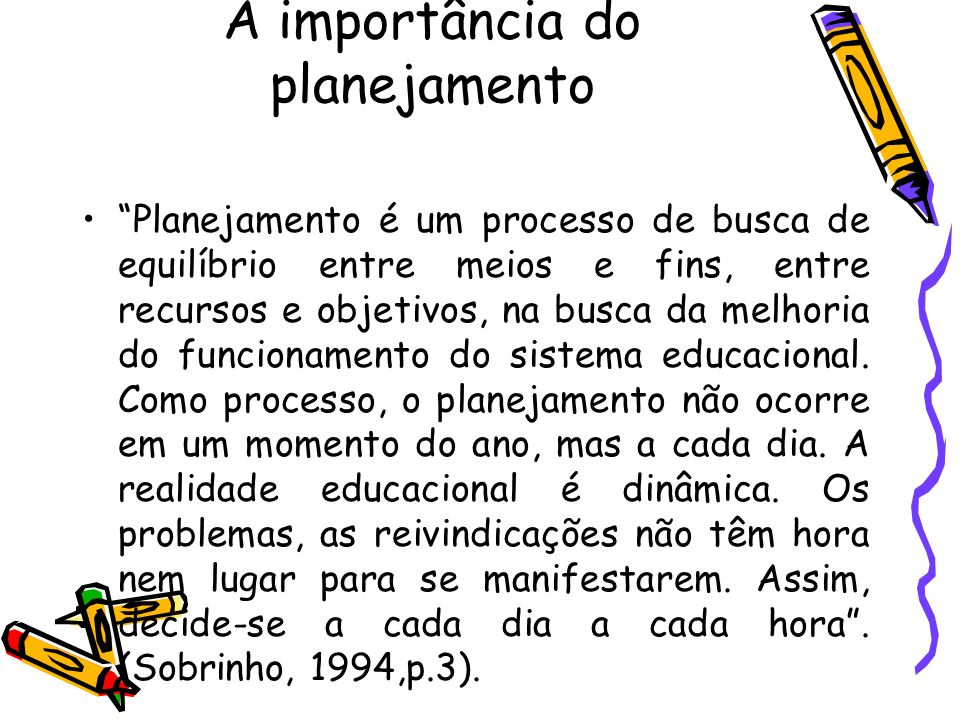 A importância do
planejamento
• “Planejamento é um processo de busca de
equilíbrio entre meios e fins, entre
recursos e objetivos, na busca da melhoria
do funcionamento do sistema educacional.
Como processo, o planejamento não ocorre
em um momento do ano, mas a cada dia. A
realidade educacional é dinâmica. Os
problemas, as reivindicações não têm hora
nem lugar para se manifestarem. Assim,
decide-se a cada dia a cada hora”.
(Sobrinho, 1994,p.3).